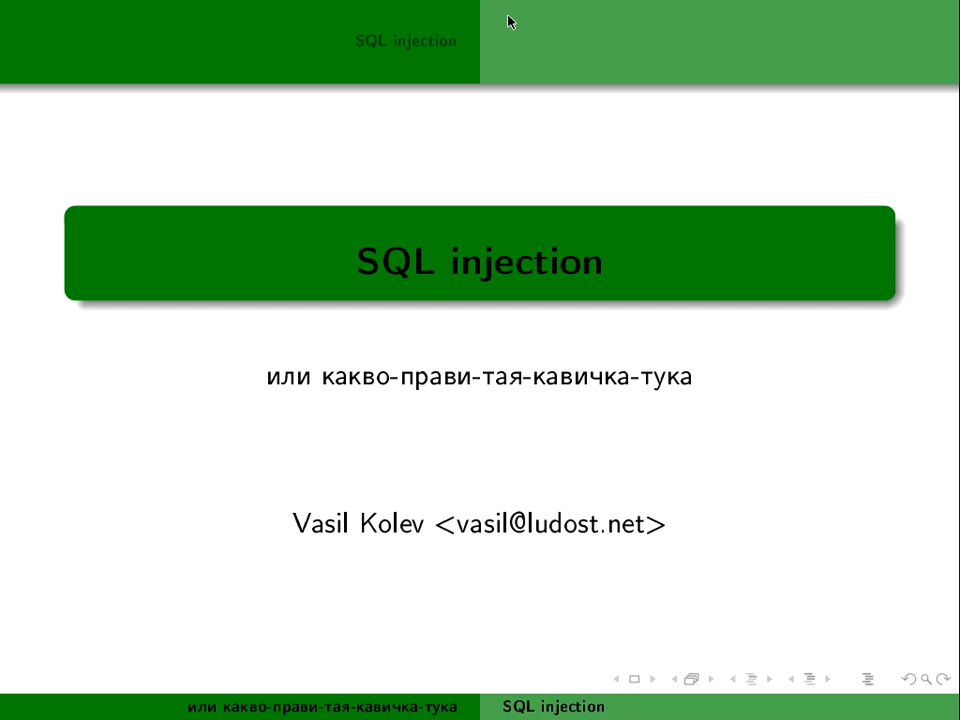 SQL injection
SQL injection
или какво-прави-тая-кавичка-тука
Vasil Kolev <vasil@ludost.net>
или какво-прави-тая-кавичка-тука
SQL injection